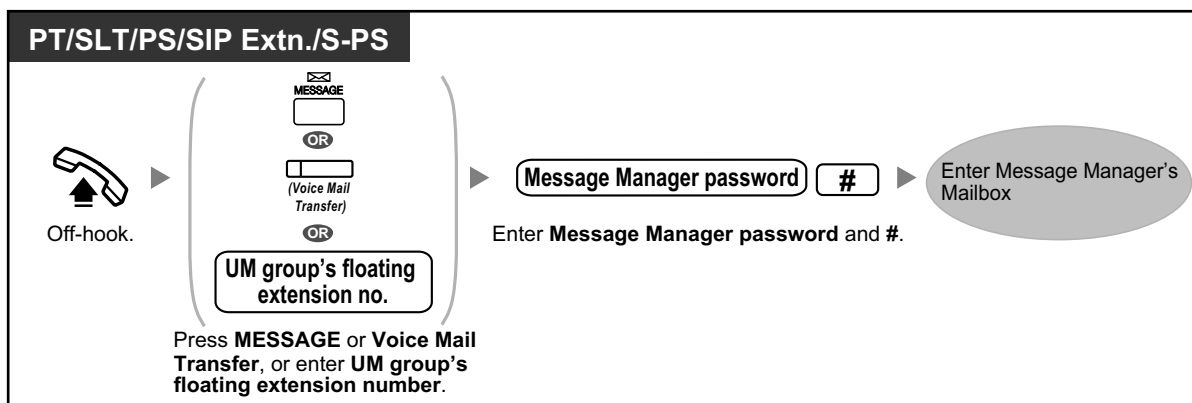 PT/SLT/PS/SIP Extn./S-PS
Off-hook.
MESSAGE
OR
(Voice Mail
Transfer)
OR
UM group's floating
extension no.
Press MESSAGE or Voice Mail
Transfer, or enter UM group's
floating extension number.
Message Manager password #
Enter Message Manager password and #.
Enter Message Manager's
Mailbox